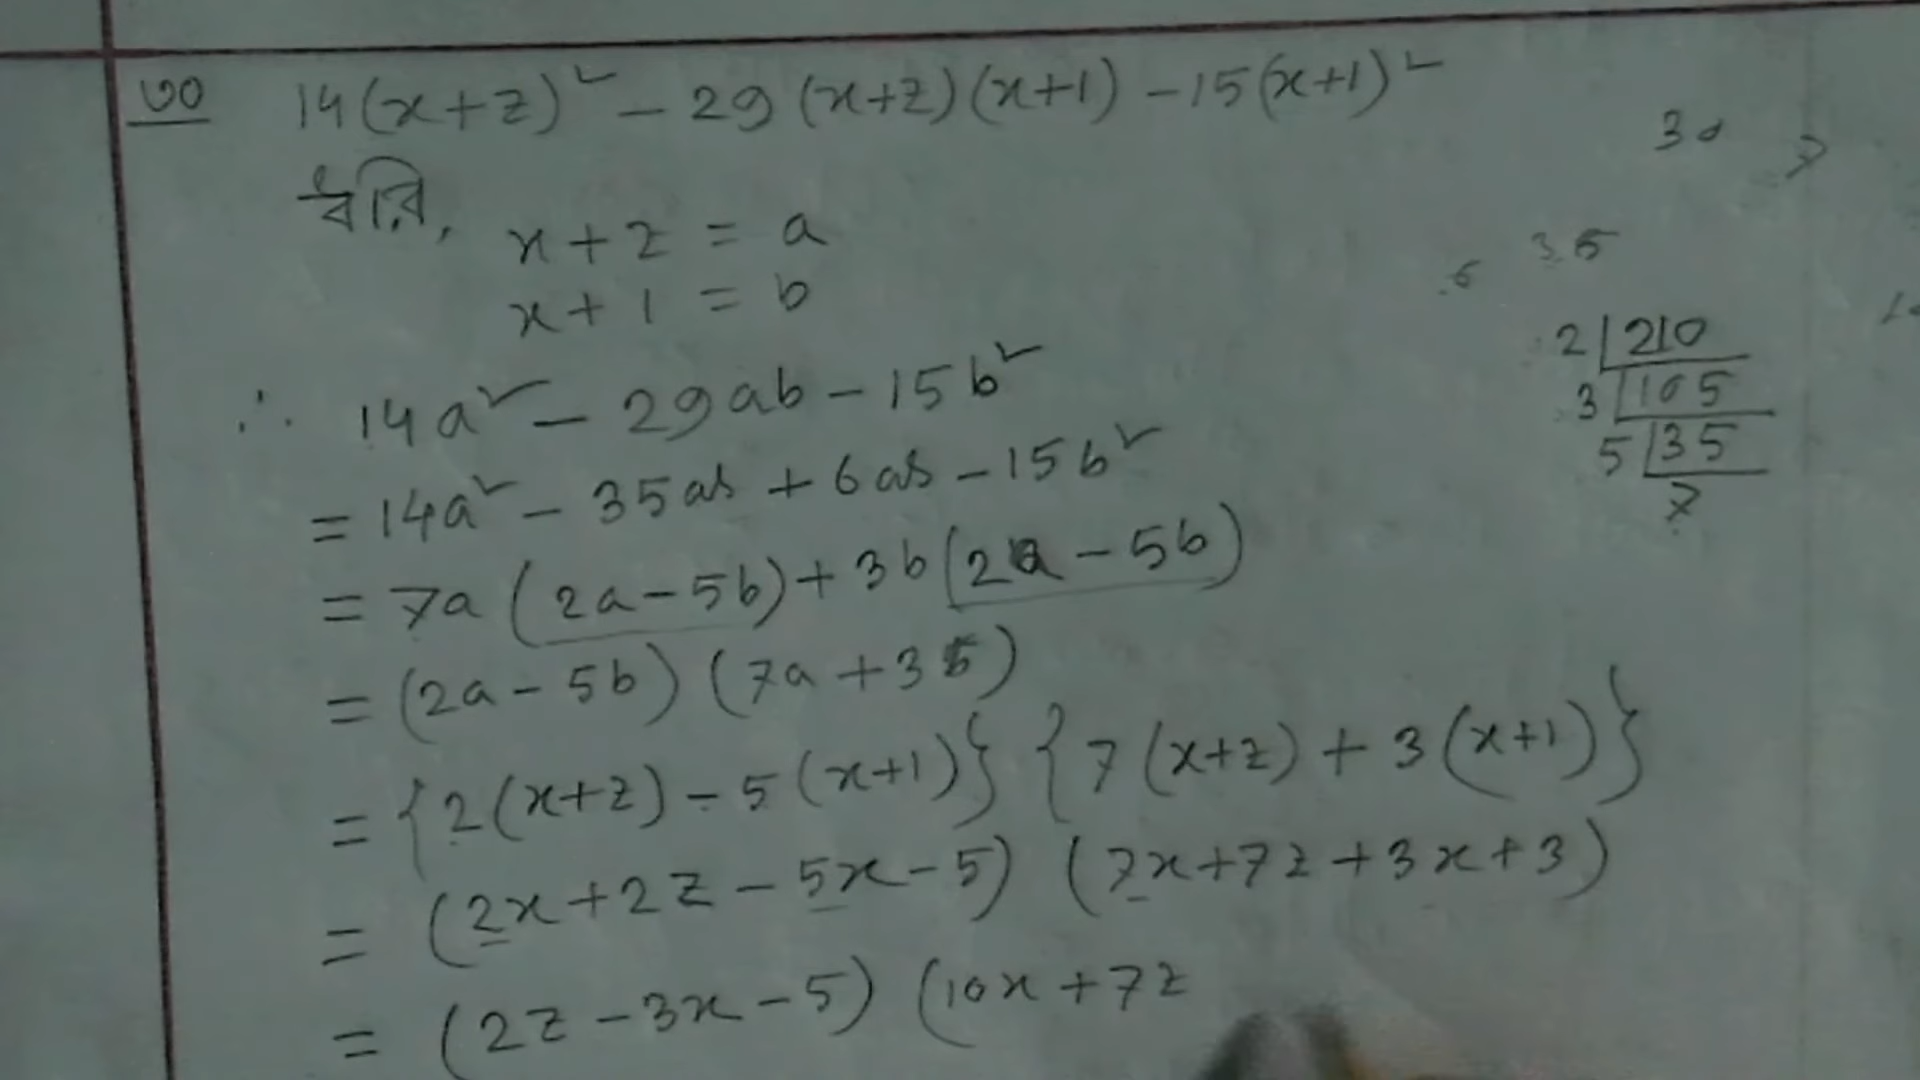 ৩০ 14(x+z)² - 29(x+z)(x+1) - 15(x+1)²
ধরি,
x+z = a
x+1 = b
∴ 14a² - 29ab - 15b²
= 14a² - 35ab + 6ab - 15b²
= 7a(2a-5b)+3b(2a-5b)
= (2a-5b)(7a+3b)
= {2(x+z)-5(x+1)}{7(x+z)+3(x+1)}
= (2x+2z-5x-5) (7x+7z+3x+3)
= (2z-3x-5) (10x+7z
30 7
6 35
2|210
3|105
5|35
7